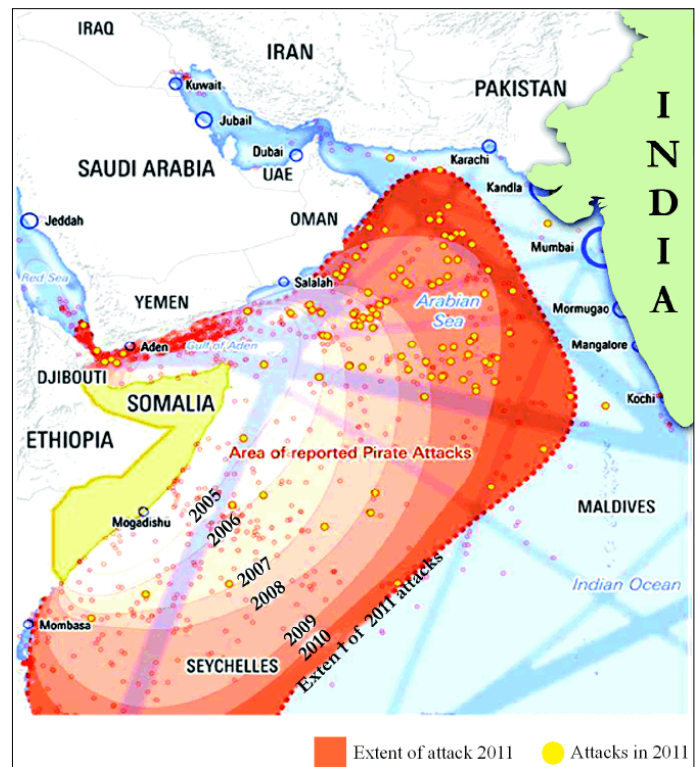 IRAQ
IRAN
Kuwait
PAKISTAN
Jubail
Dubai
Karachi
SAUDI ARABIA
UAE
Kandla
INDIA
OMAN
Jeddah
Mumbai
Red Sea
Salalah
YEMEN
Arabian
Sea
Mormugao
Aden
Gulf of Aden
Mangalore
DJIBOUTI
SOMALIA
Kochi
ETHIOPIA
Area of reported Pirate Attacks
2005
MALDIVES
Mogadishu
2006
2007
2008
Indian Ocean
2009
Mombasa
2010
Extent of 2011 attacks
SEYCHELLES
Extent of attack 2011
Attacks in 2011